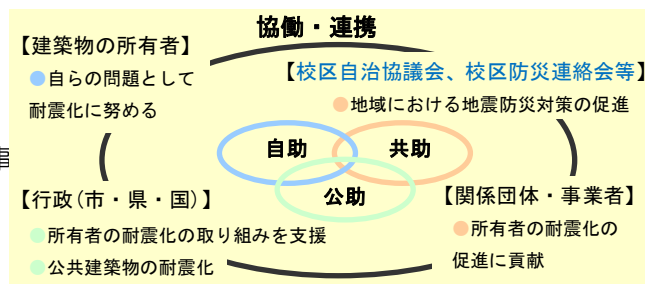 協働・連携
【建築物の所有者】
●自らの問題として
耐震化に努める
【校区自治協議会、校区防災連絡会等】
●地域における地震防災対策の促進
自助
共助
公助
【行政(市・県・国)】
●所有者の耐震化の取り組みを支援
●公共建築物の耐震化
【関係団体・事業者】
●所有者の耐震化の
促進に貢献